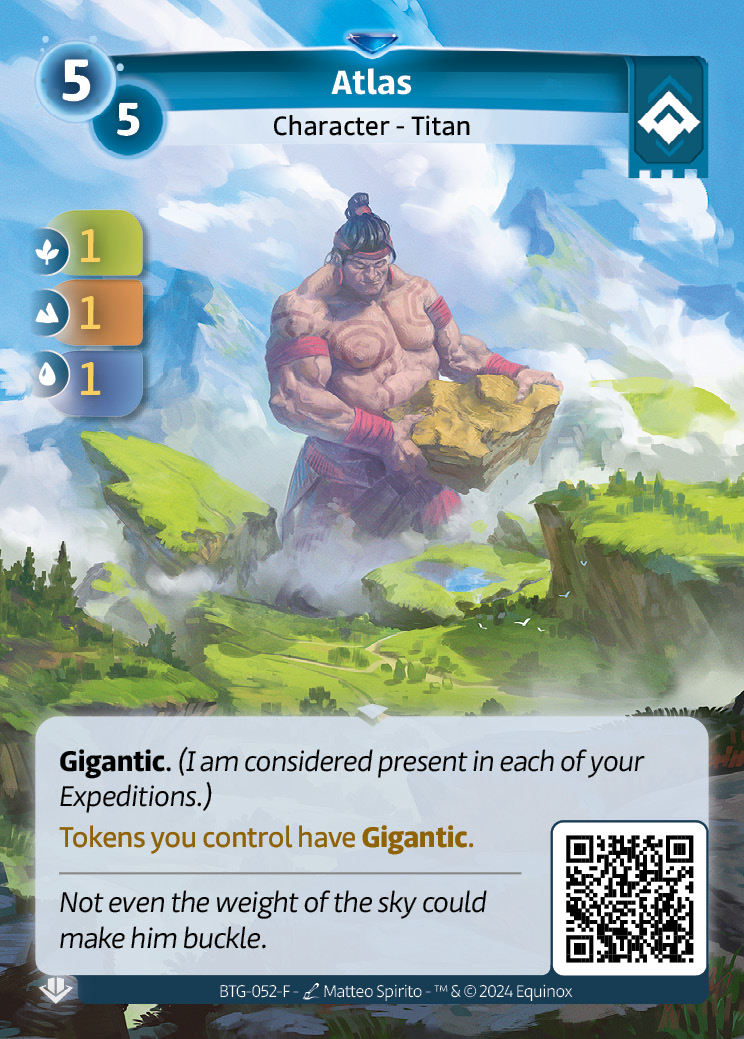 5
Atlas
5
Character - Titan
1
1
1
Gigantic. (I am considered present in each of your
Expeditions.)
Tokens you control have Gigantic.
Not even the weight of the sky could
make him buckle.
BTG-052-F - Matteo Spirito - ™ & © 2024 Equinox